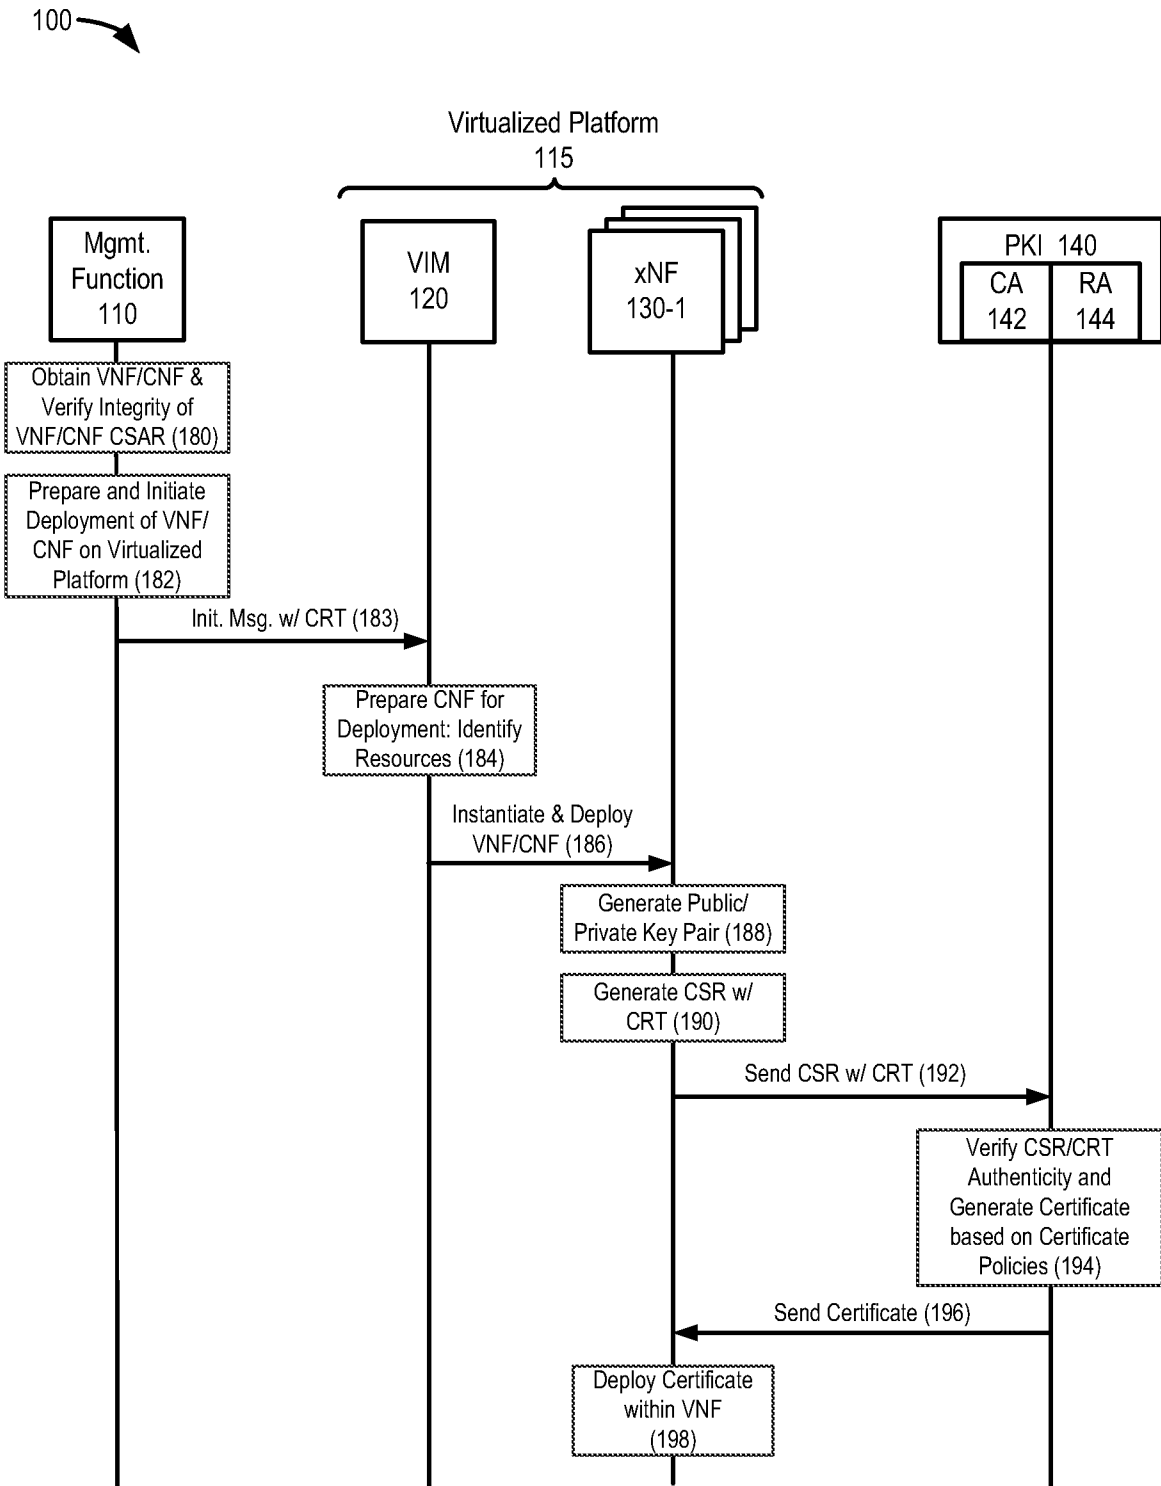 100
Virtualized Platform
115
Mgmt.
Function
110
VIM
120
xNF
130-1
PKI 140
CA
142
RA
144
Obtain VNF/CNF &
Verify Integrity of
VNF/CNF CSAR (180)
Prepare and Initiate
Deployment of VNF/
CNF on Virtualized
Platform (182)
Init. Msg. w/ CRT (183)
Prepare CNF for
Deployment: Identify
Resources (184)
Instantiate & Deploy
VNF/CNF (186)
Generate Public/
Private Key Pair (188)
Generate CSR w/
CRT (190)
Send CSR w/ CRT (192)
Verify CSR/CRT
Authenticity and
Generate Certificate
based on Certificate
Policies (194)
Send Certificate (196)
Deploy Certificate
within VNF
(198)